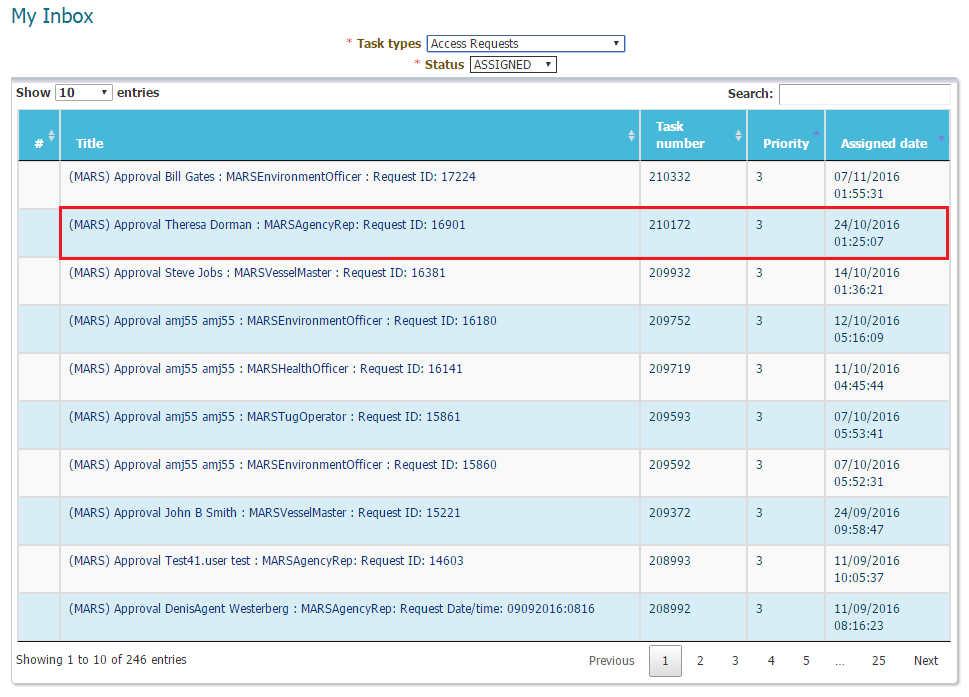 My Inbox
* Task types Access Requests
* Status ASSIGNED
Show 10 entries Search:
# Title Task number Priority Assigned date
(MARS) Approval Bill Gates : MARSEnvironmentOfficer : Request ID: 17224 210332 3 07/11/2016
01:55:31
(MARS) Approval Theresa Dorman : MARSAgencyRep: Request ID: 16901 210172 3 24/10/2016
01:25:07
(MARS) Approval Steve Jobs : MARSVesselMaster : Request ID: 16381 209932 3 14/10/2016
01:36:21
(MARS) Approval amj55 amj55 : MARSEnvironmentOfficer : Request ID: 16180 209752 3 12/10/2016
05:16:09
(MARS) Approval amj55 amj55 : MARSHealthOfficer : Request ID: 16141 209719 3 11/10/2016
04:45:44
(MARS) Approval amj55 amj55 : MARSTugOperator : Request ID: 15861 209593 3 07/10/2016
05:53:41
(MARS) Approval amj55 amj55 : MARSEnvironmentOfficer : Request ID: 15860 209592 3 07/10/2016
05:52:31
(MARS) Approval John B Smith : MARSVesselMaster : Request ID: 15221 209372 3 24/09/2016
09:58:47
(MARS) Approval Test41.user test : MARSAgencyRep: Request ID: 14603 208993 3 11/09/2016
10:05:37
(MARS) Approval DenisAgent Westerberg : MARSAgencyRep: Request Date/time: 09092016:0816 208992 3 11/09/2016
08:16:23
Showing 1 to 10 of 246 entries Previous 1 2 3 4 5 ... 25 Next